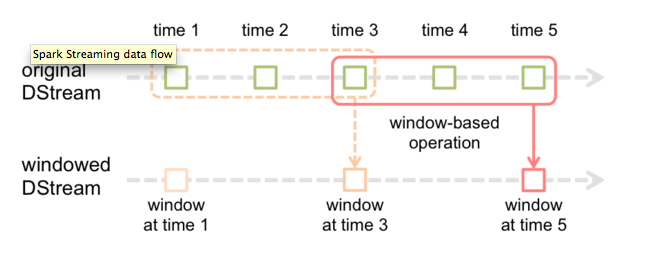 time 1 time 2 time 3 time 4 time 5
Spark Streaming data flow
original
DStream
window-based
operation
windowed
DStream
window
at time 1
window
at time 3
window
at time 5